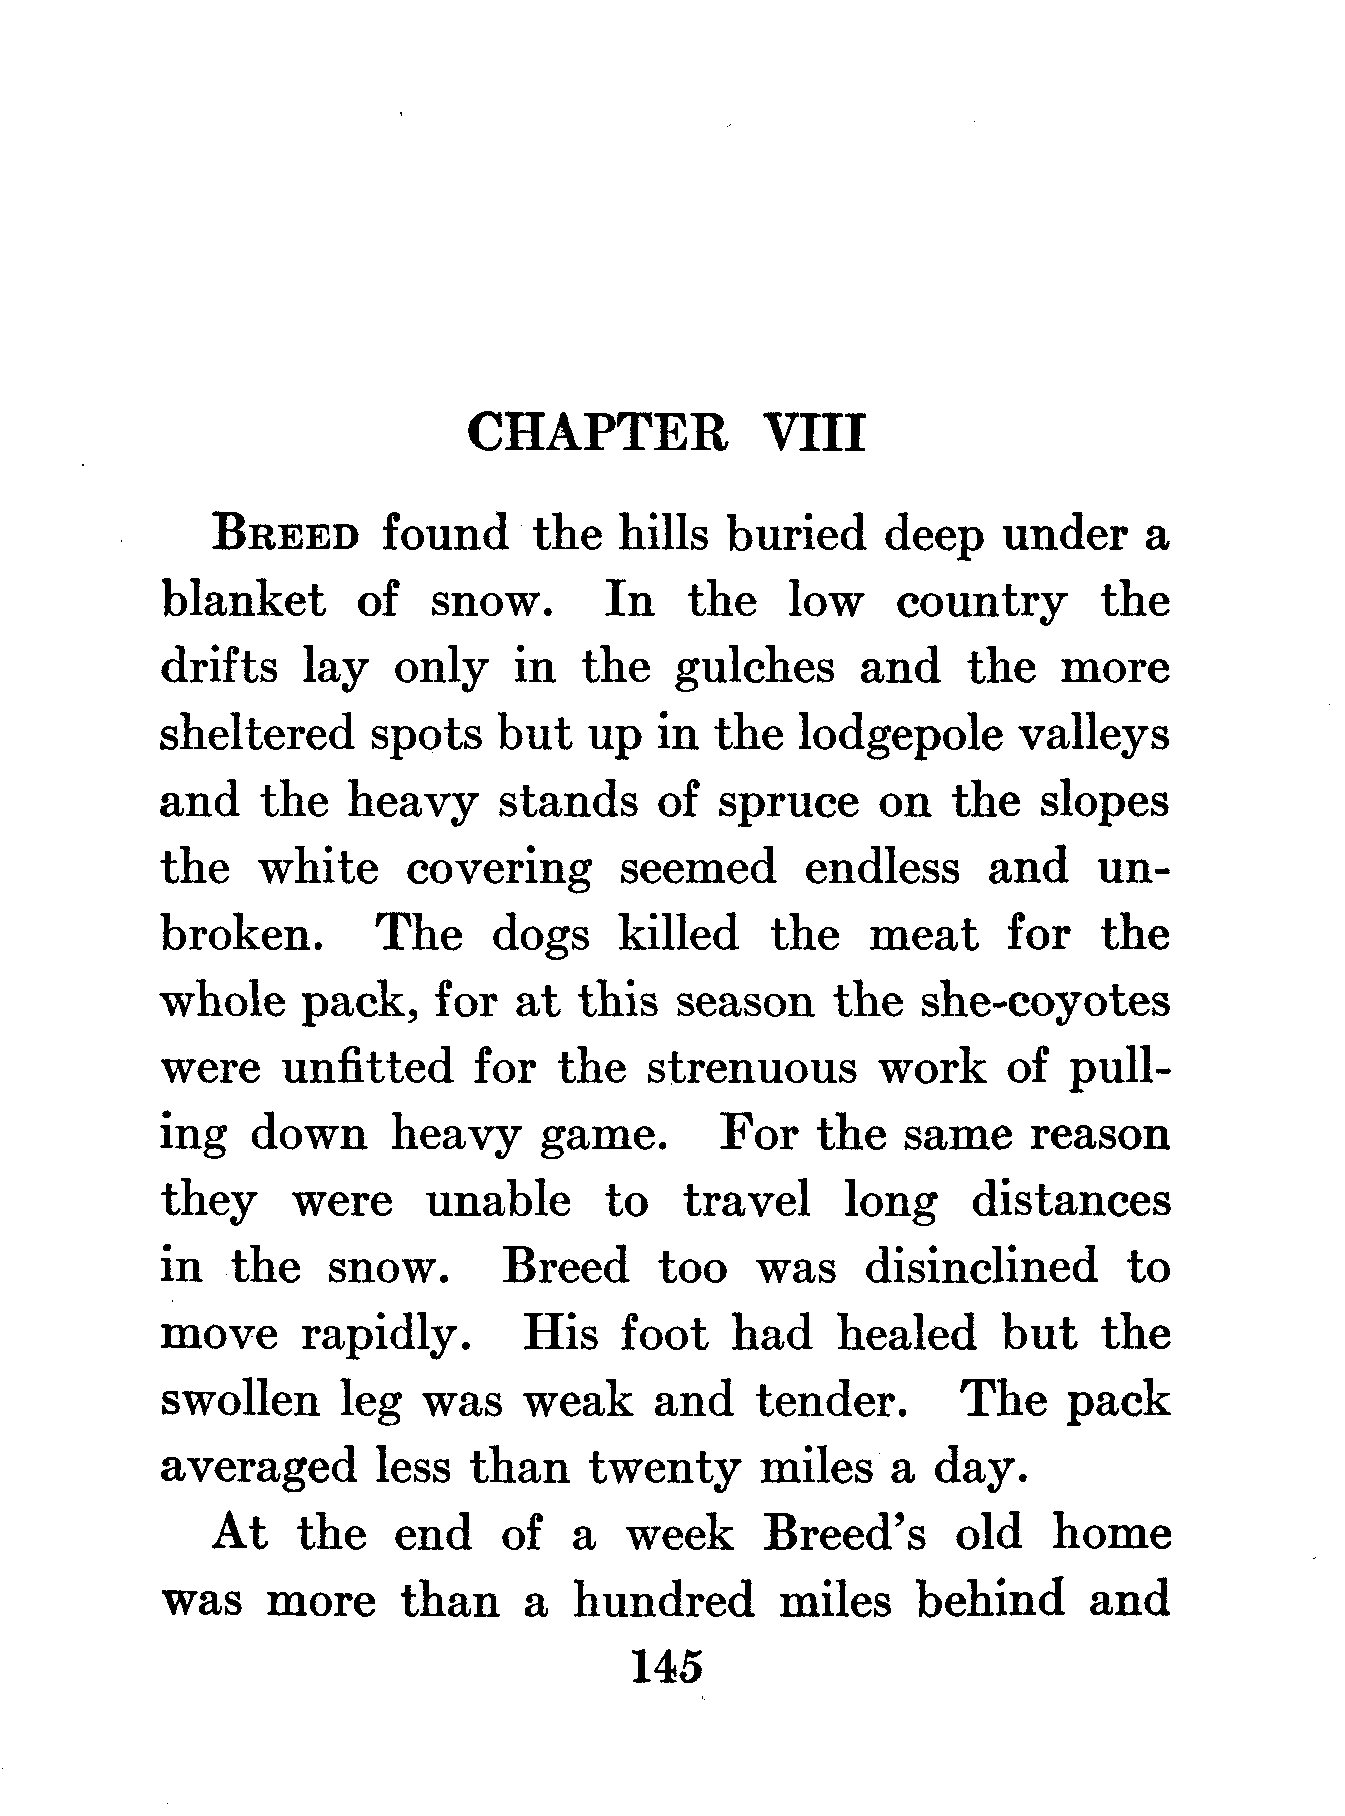 CHAPTER VIII
BREED found the hills buried deep under a
blanket of snow. In the low country the
drifts lay only in the gulches and the more
sheltered spots but up in the lodgepole valleys
and the heavy stands of spruce on the slopes
the white covering seemed endless and un-
broken. The dogs killed the meat for the
whole pack, for at this season the she-coyotes
were unfitted for the strenuous work of pull-
ing down heavy game. For the same reason
they were unable to travel long distances
in the snow. Breed too was disinclined to
move rapidly. His foot had healed but the
swollen leg was weak and tender. The pack
averaged less than twenty miles a day.
At the end of a week Breed's old home
was more than a hundred miles behind and
145